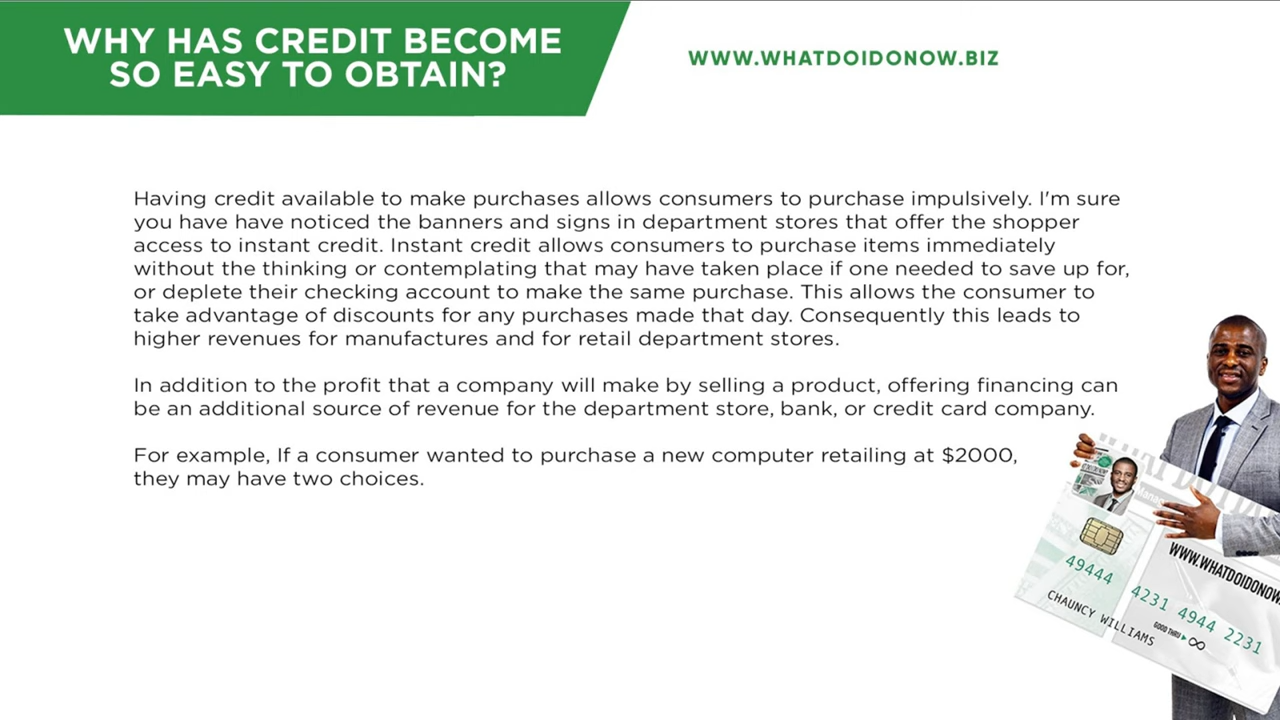 WHY HAS CREDIT BECOME
SO EASY TO OBTAIN?
WWW.WHATDOIDONOW.BIZ
Having credit available to make purchases allows consumers to purchase impulsively. I'm sure
you have have noticed the banners and signs in department stores that offer the shopper
access to instant credit. Instant credit allows consumers to purchase items immediately
without the thinking or contemplating that may have taken place if one needed to save up for,
or deplete their checking account to make the same purchase. This allows the consumer to
take advantage of discounts for any purchases made that day. Consequently this leads to
higher revenues for manufactures and for retail department stores.
In addition to the profit that a company will make by selling a product, offering financing can
be an additional source of revenue for the department store, bank, or credit card company.
For example, If a consumer wanted to purchase a new computer retailing at $2000,
they may have two choices.
WWW.WHATDOIDONOW.
49444
4231 4944 2231
GOOD THRU
CHAUNCY WILLIAMS